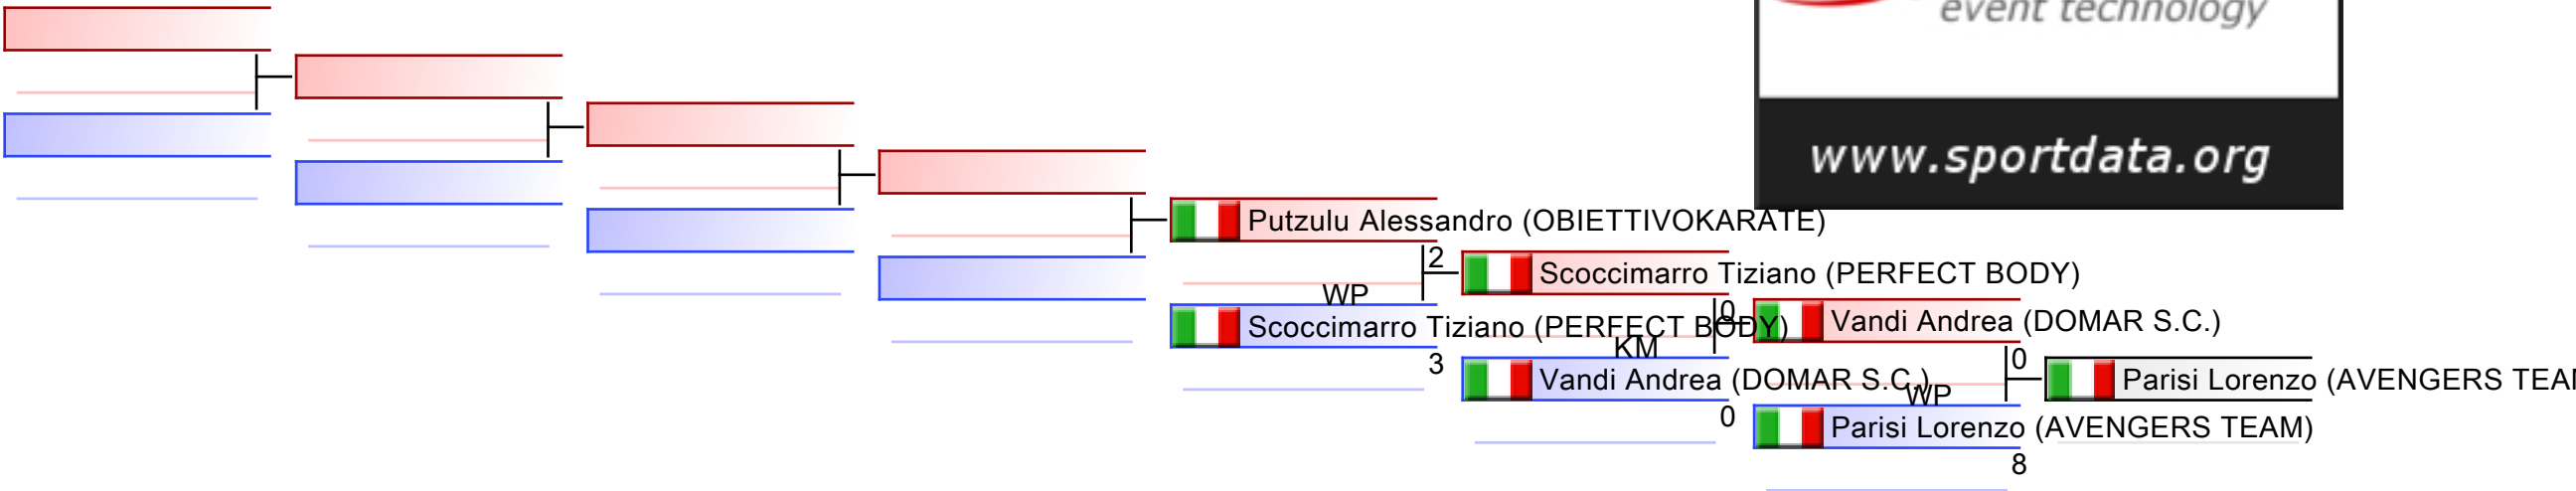 event technology
www.sportdata.org
Putzulu Alessandro (OBIETTIVOKARATE)
2
Scoccimarro Tiziano (PERFECT BODY)
WP
0
Vandi Andrea (DOMAR S.C.)
Scoccimarro Tiziano (PERFECT BODY)
KM
3
0
Vandi Andrea (DOMAR S.C.)
Parisi Lorenzo (AVENGERS TEAM
WP
0
Parisi Lorenzo (AVENGERS TEAM)
8